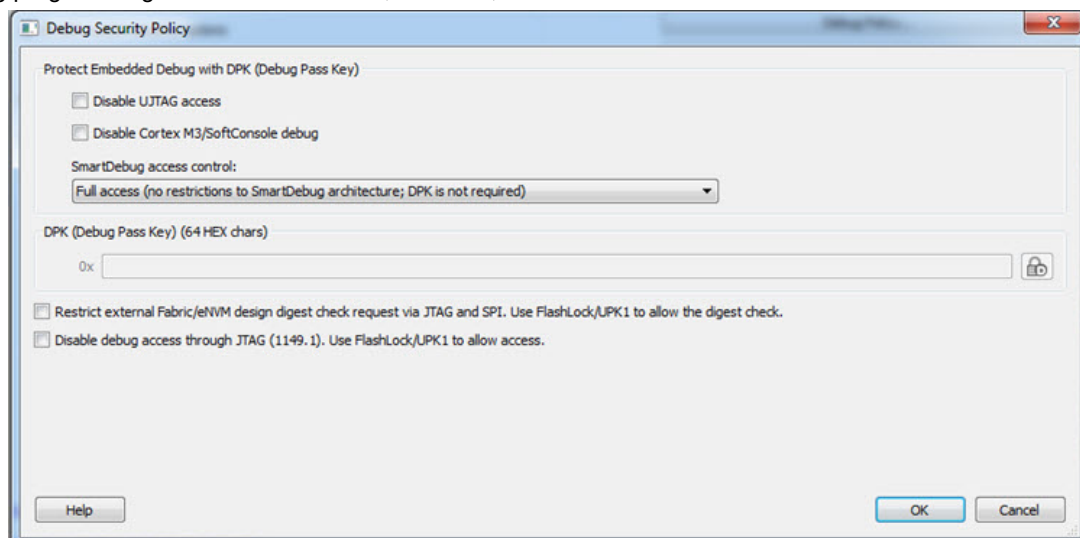 Debug Security Policy
Protect Embedded Debug with DPK (Debug Pass Key)
Disable UJTAG access
Disable Cortex M3/SoftConsole debug
SmartDebug access control:
Full access (no restrictions to SmartDebug architecture; DPK is not required)
DPK (Debug Pass Key) (64 HEX chars)
0x
Restrict external Fabric/eNVM design digest check request via JTAG and SPI. Use FlashLock/UPK1 to allow the digest check.
Disable debug access through JTAG (1149.1). Use FlashLock/UPK1 to allow access.
Help
OK
Cancel